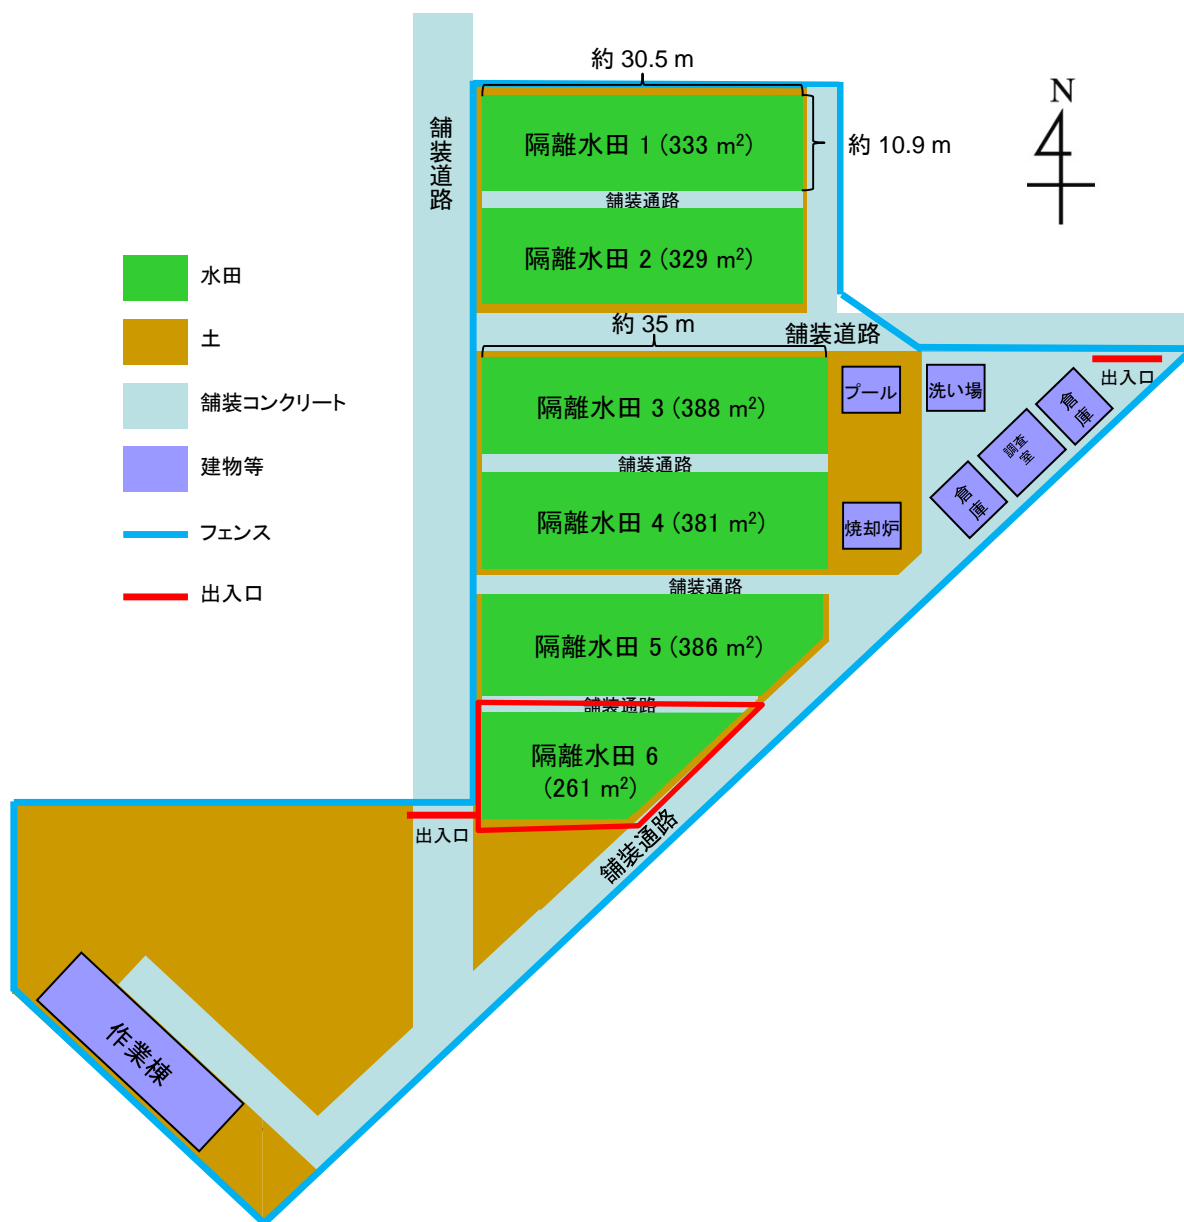 約 30.5 m
N
舗装道路
隔離水田 1 (333 m²)
約 10.9 m
舗装通路
隔離水田 2 (329 m²)
水田
土
舗装コンクリート
建物等
フェンス
出入口
約 35 m
舗装道路
隔離水田 3 (388 m²)
プール
洗い場
出入口
倉庫
調査室
倉庫
舗装通路
隔離水田 4 (381 m²)
焼却炉
舗装通路
隔離水田 5 (386 m²)
舗装通路
隔離水田 6
(261 m²)
出入口
舗装通路
作業棟